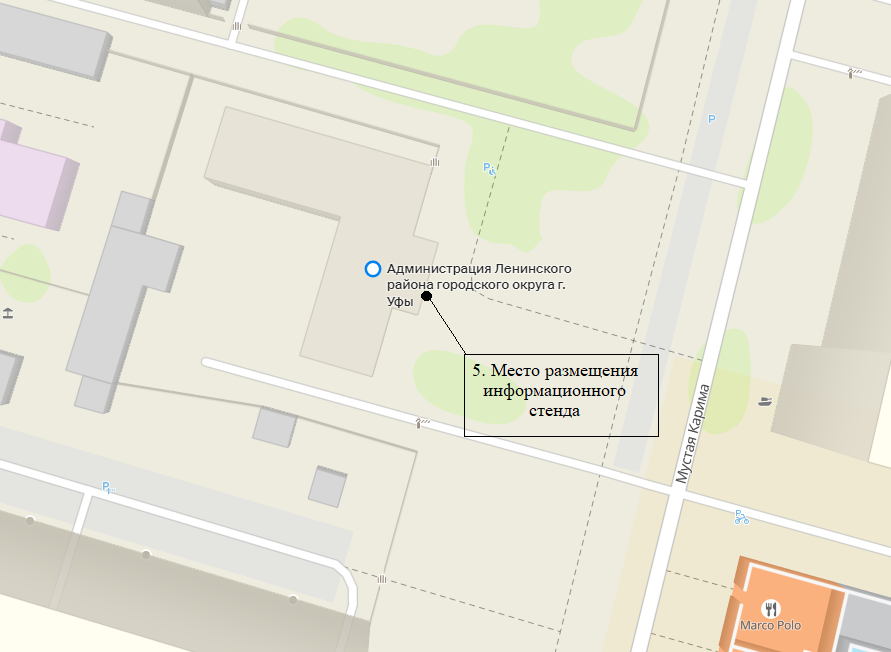 P
P
Администрация Ленинского
района городского округа г.
Уфы
5. Место размещения
информационного
стенда
Мустая Карима
P
P
Marco Polo